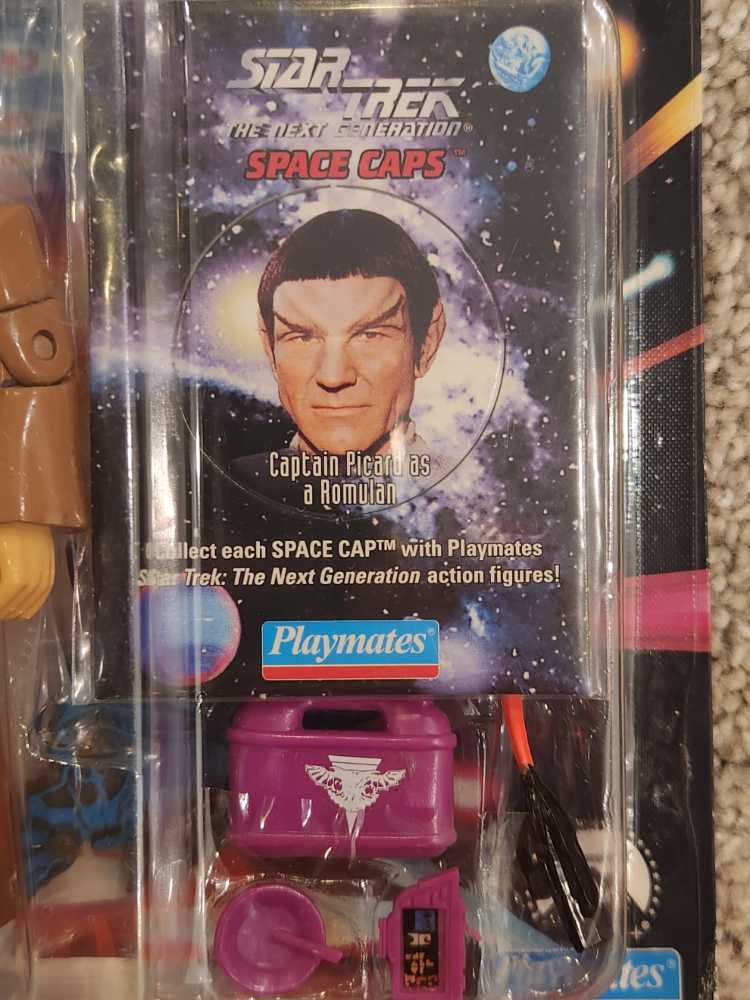 STAR TREK
THE NEXT GENERATION®
SPACE CAPS™
Captain Picard as
a Romulan
Collect each SPACE CAP™ with Playmates
Star Trek: The Next Generation action figures!
Playmates®
Playmates